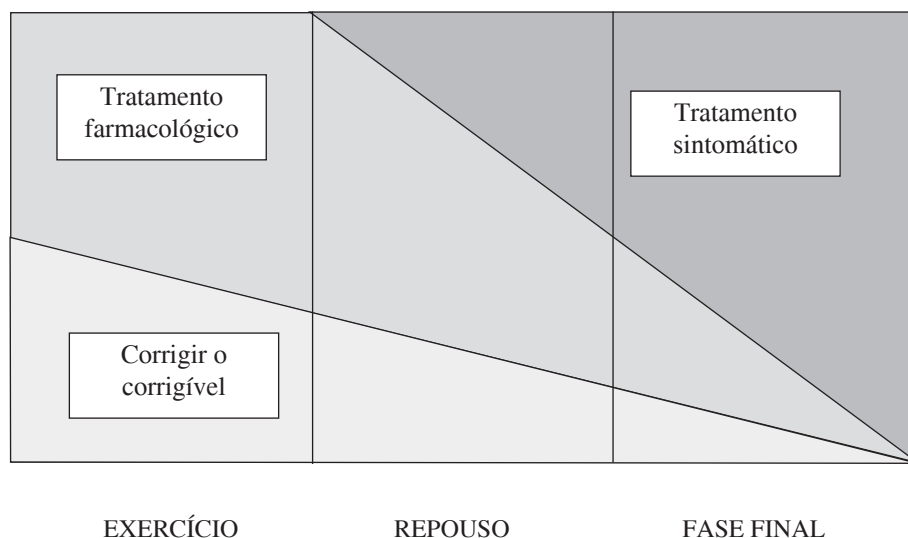 Tratamento
farmacológico
Tratamento
sintomático
Corrigir o
corrigível
EXERCÍCIO
REPOUSO
FASE FINAL